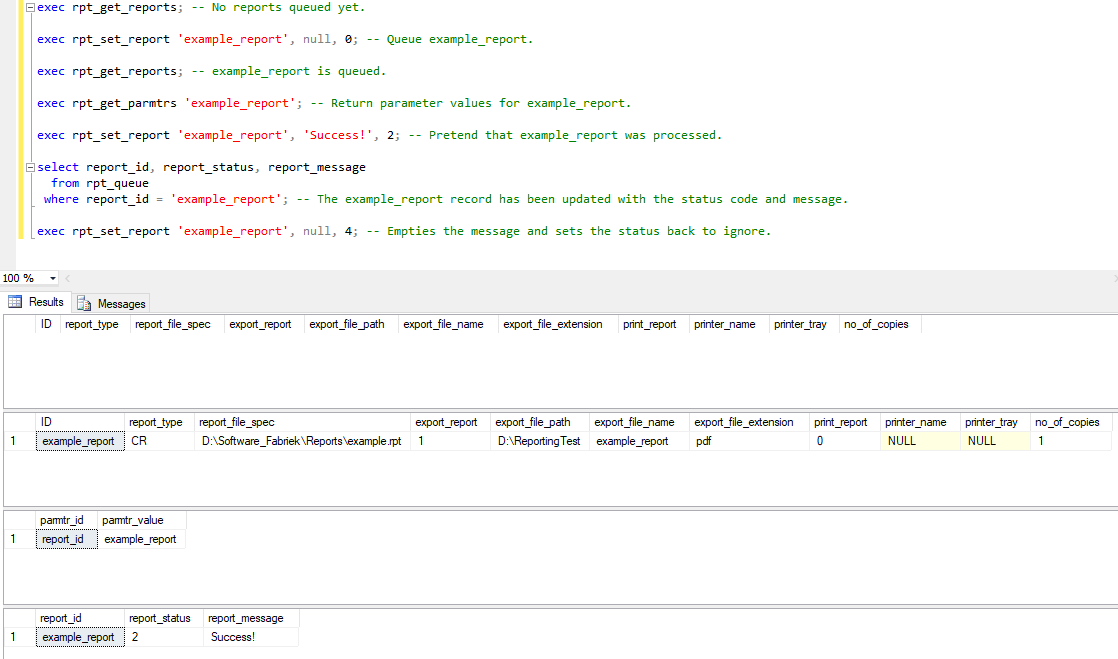 exec rpt_get_reports; -- No reports queued yet.
exec rpt_set_report 'example_report', null, 0; -- Queue example_report.
exec rpt_get_reports; -- example_report is queued.
exec rpt_get_parmtrs 'example_report'; -- Return parameter values for example_report.
exec rpt_set_report 'example_report', 'Success!', 2; -- Pretend that example_report was processed.
select report_id, report_status, report_message
from rpt_queue
where report_id = 'example_report'; -- The example_report record has been updated with the status code and message.
exec rpt_set_report 'example_report', null, 4; -- Empties the message and sets the status back to ignore.
100 %
Results Messages
ID report_type report_file_spec export_report export_file_path export_file_name export_file_extension print_report printer_name printer_tray no_of_copies
ID report_type report_file_spec export_report export_file_path export_file_name export_file_extension print_report printer_name printer_tray no_of_copies
1 example_report CR D:\Software_Fabriek\Reports\example.rpt 1 D:\ReportingTest example_report pdf 0 NULL NULL 1
parmtr_id parmtr_value
1 report_id example_report
report_id report_status report_message
1 example_report 2 Success!